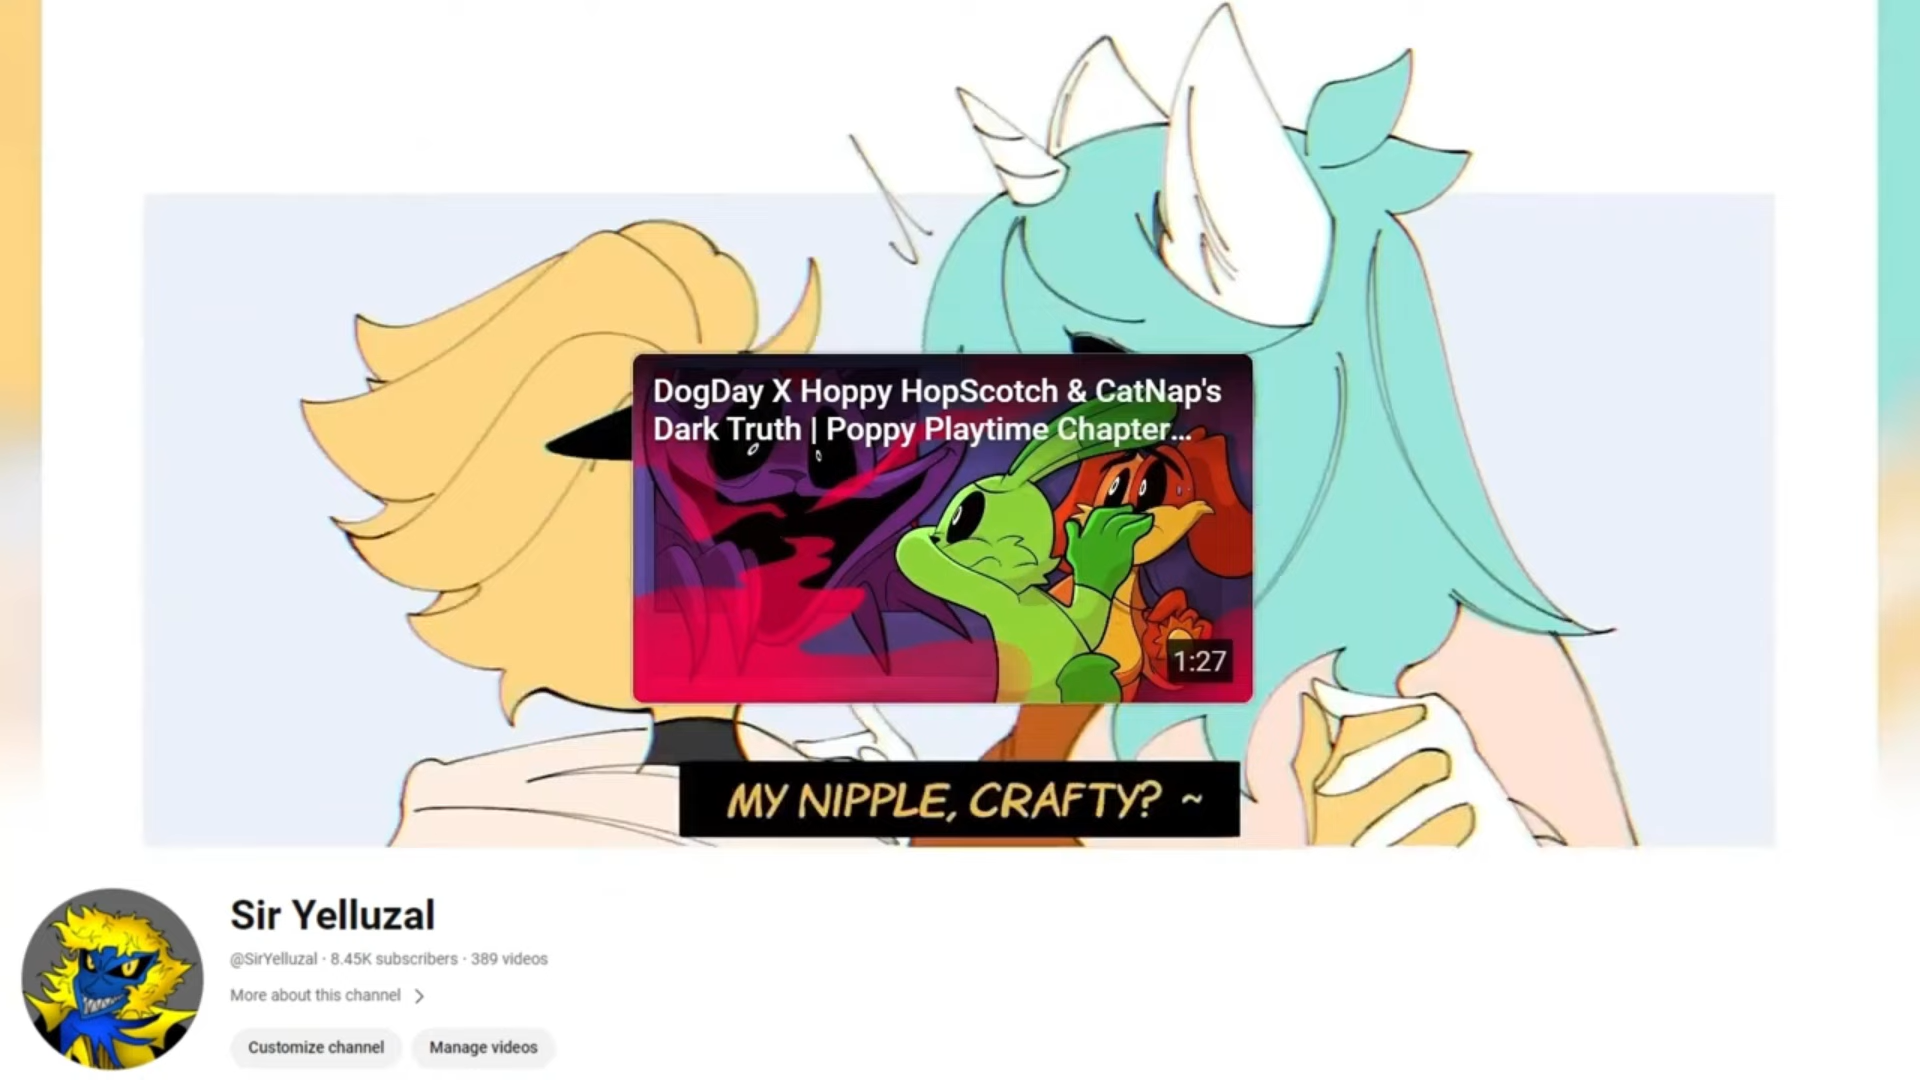 DogDay X Hoppy HopScotch & CatNap's
Dark Truth | Poppy Playtime Chapter...
1:27
MY NIPPLE, CRAFTY? ~
Sir Yelluzal
@SirYelluzal · 8.45K subscribers · 389 videos
More about this channel
Customize channel
Manage videos